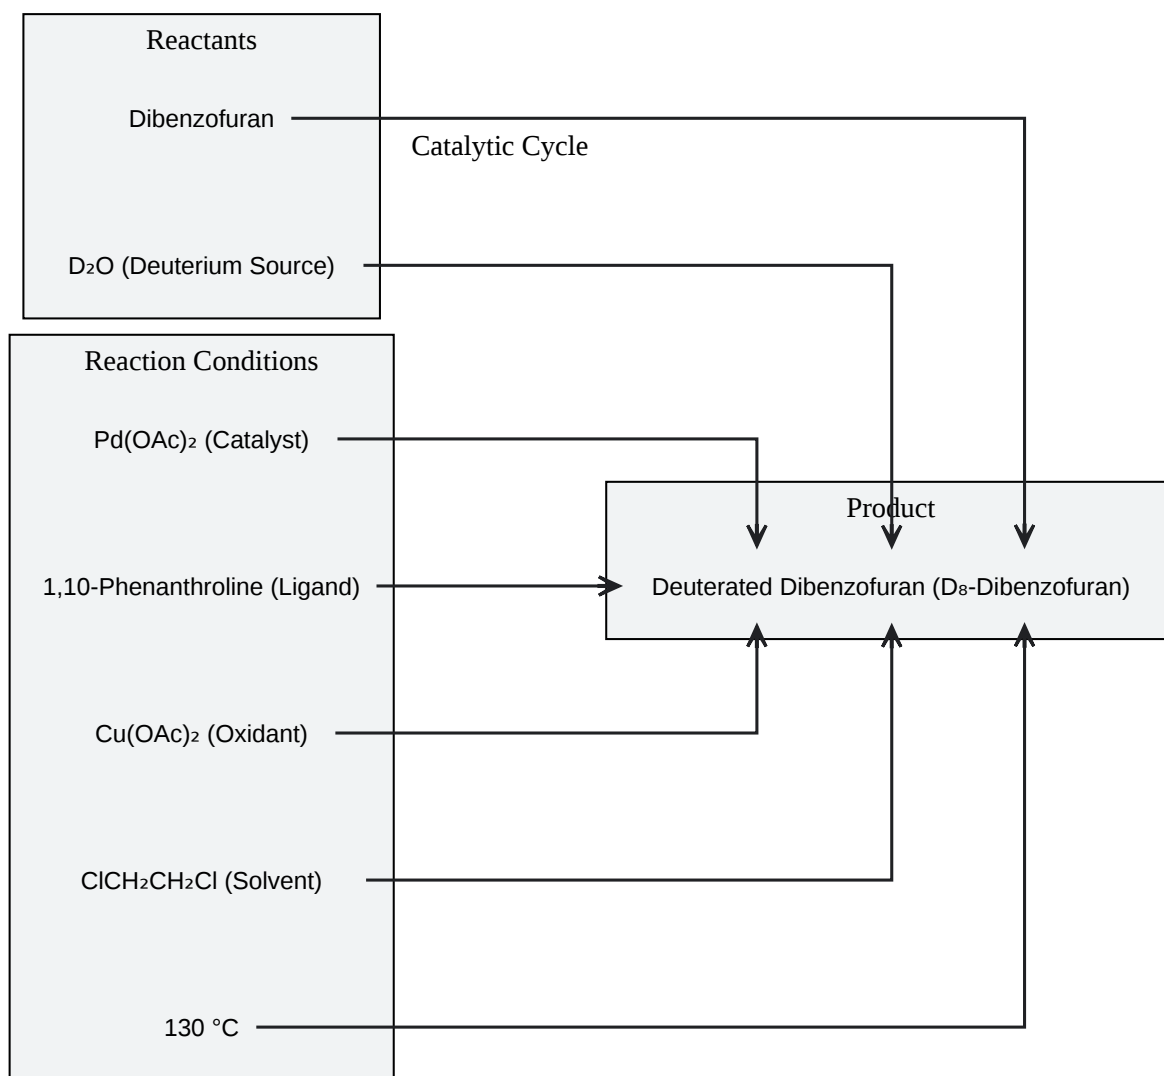 Reactants
Dibenzofuran
Catalytic Cycle
D₂O (Deuterium Source)
Reaction Conditions
Pd(OAc)₂ (Catalyst)
Product
1,10-Phenanthroline (Ligand)
Deuterated Dibenzofuran (D₈-Dibenzofuran)
Cu(OAc)₂ (Oxidant)
ClCH₂CH₂Cl (Solvent)
130 °C